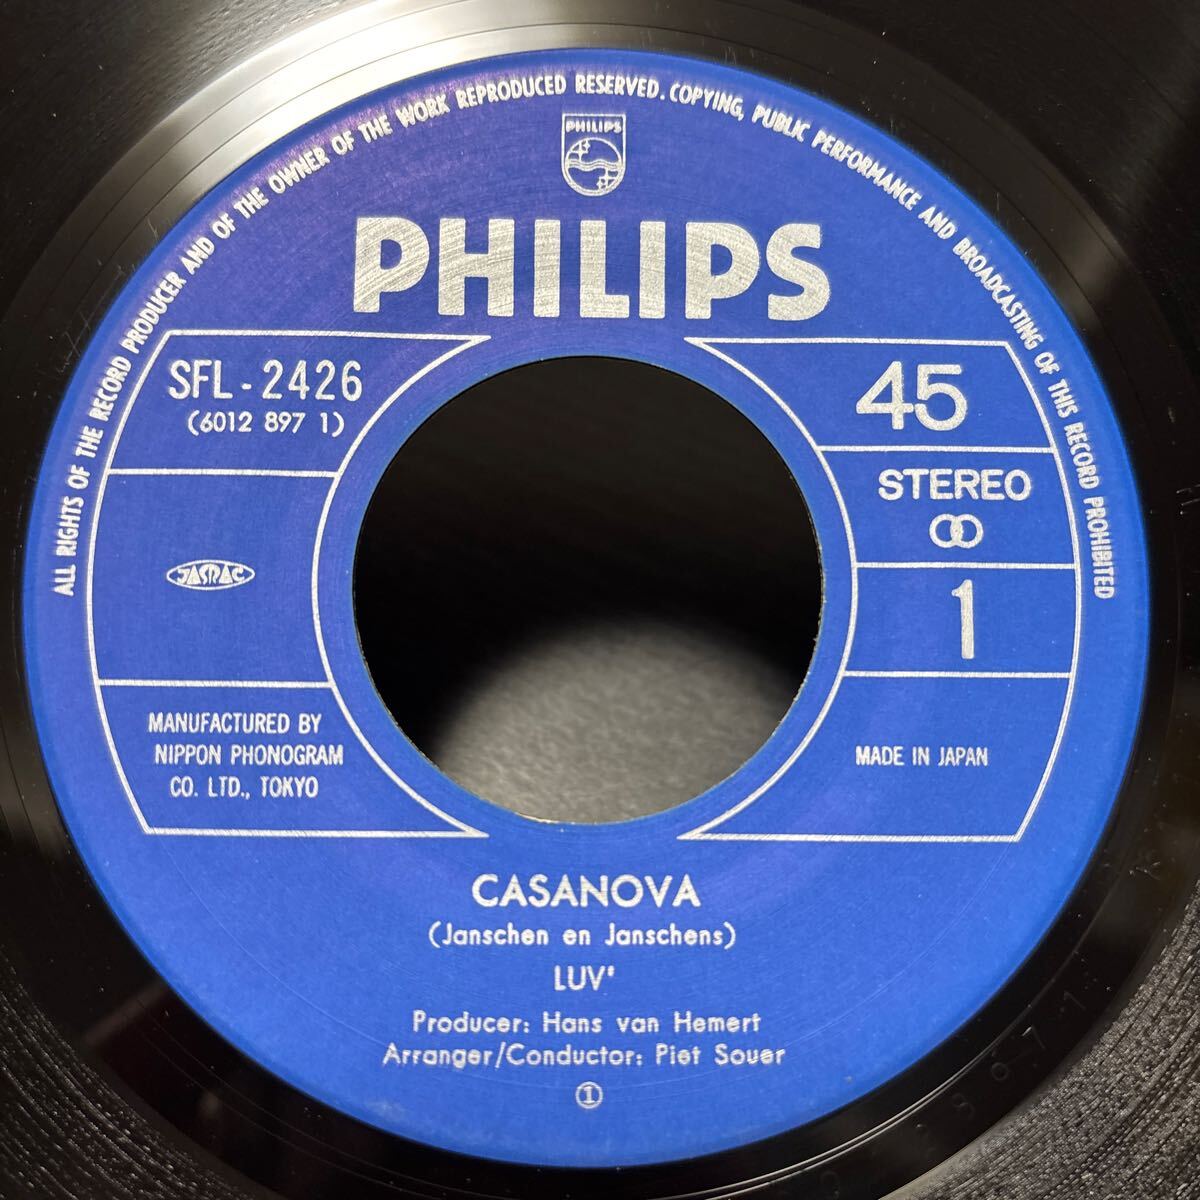 ALL RIGHTS OF THE RECORD PRODUCER AND OF THE OWNER OF THE WORK REPRODUCED RESERVED. COPYING, PUBLIC PERFORMANCE AND BROADCASTING OF THIS RECORD PROHIBITED
PHILIPS
PHILIPS
SFL-2426
(6012 897 1)
45
STEREO
JASRAC
1
MANUFACTURED BY
NIPPON PHONOGRAM
CO. LTD., TOKYO
MADE IN JAPAN
CASANOVA
(Janschen en Janschens)
LUV'
Producer: Hans van Hemert
Arranger/Conductor: Piet Souer
①